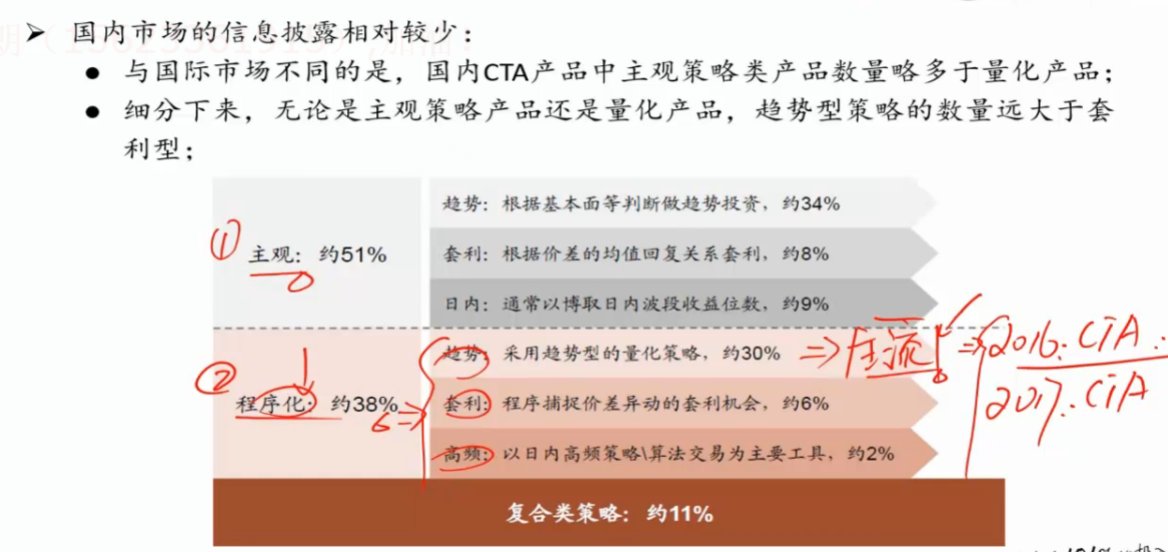 ➢ 国内市场的信息披露相对较少:
● 与国际市场不同的是，国内CTA产品中主观策略类产品数量略多于量化产品；
● 细分下来，无论是主观策略产品还是量化产品，趋势型策略的数量远大于套
利型；
① 主观：约51%
趋势：根据基本面等判断做趋势投资，约34%
套利：根据价差的均值回复关系套利，约8%
日内：通常以博取日内波段收益位数，约9%
② 程序化：约38%
趋势：采用趋势型的量化策略，约30%
套利：程序捕捉价差异动的套利机会，约6%
高频：以日内高频策略\算法交易为主要工具，约2%
2016.CTA
2017.CTA
复合类策略：约11%